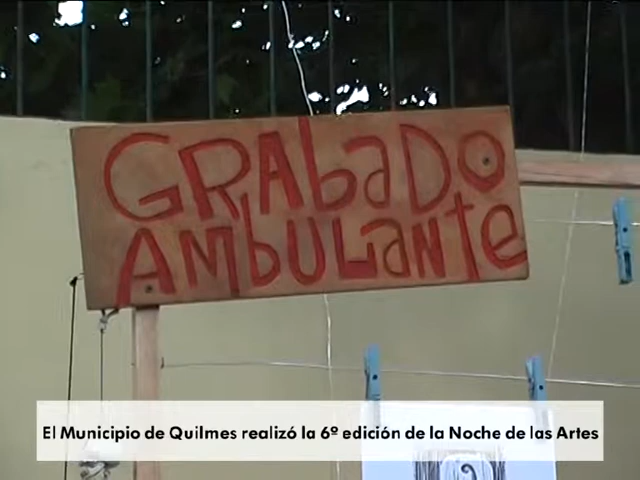 GRAbaDO
AMbULante
El Municipio de Quilmes realizó la 6º edición de la Noche de las Artes